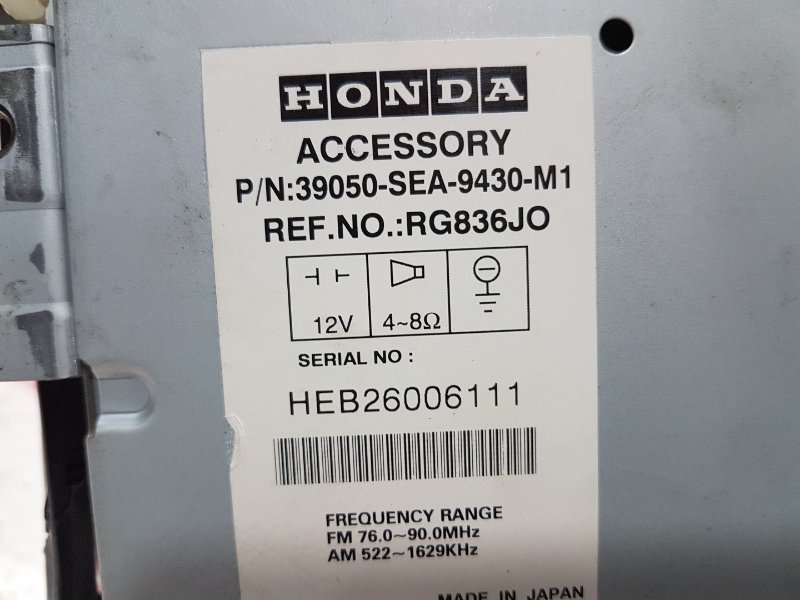 HONDA
ACCESSORY
P/N:39050-SEA-9430-M1
REF.NO.:RG836JO
12V
4~8Ω
SERIAL NO :
HEB26006111
FREQUENCY RANGE
FM 76.0~90.0MHz
AM 522~1629KHz
MADE IN JAPAN